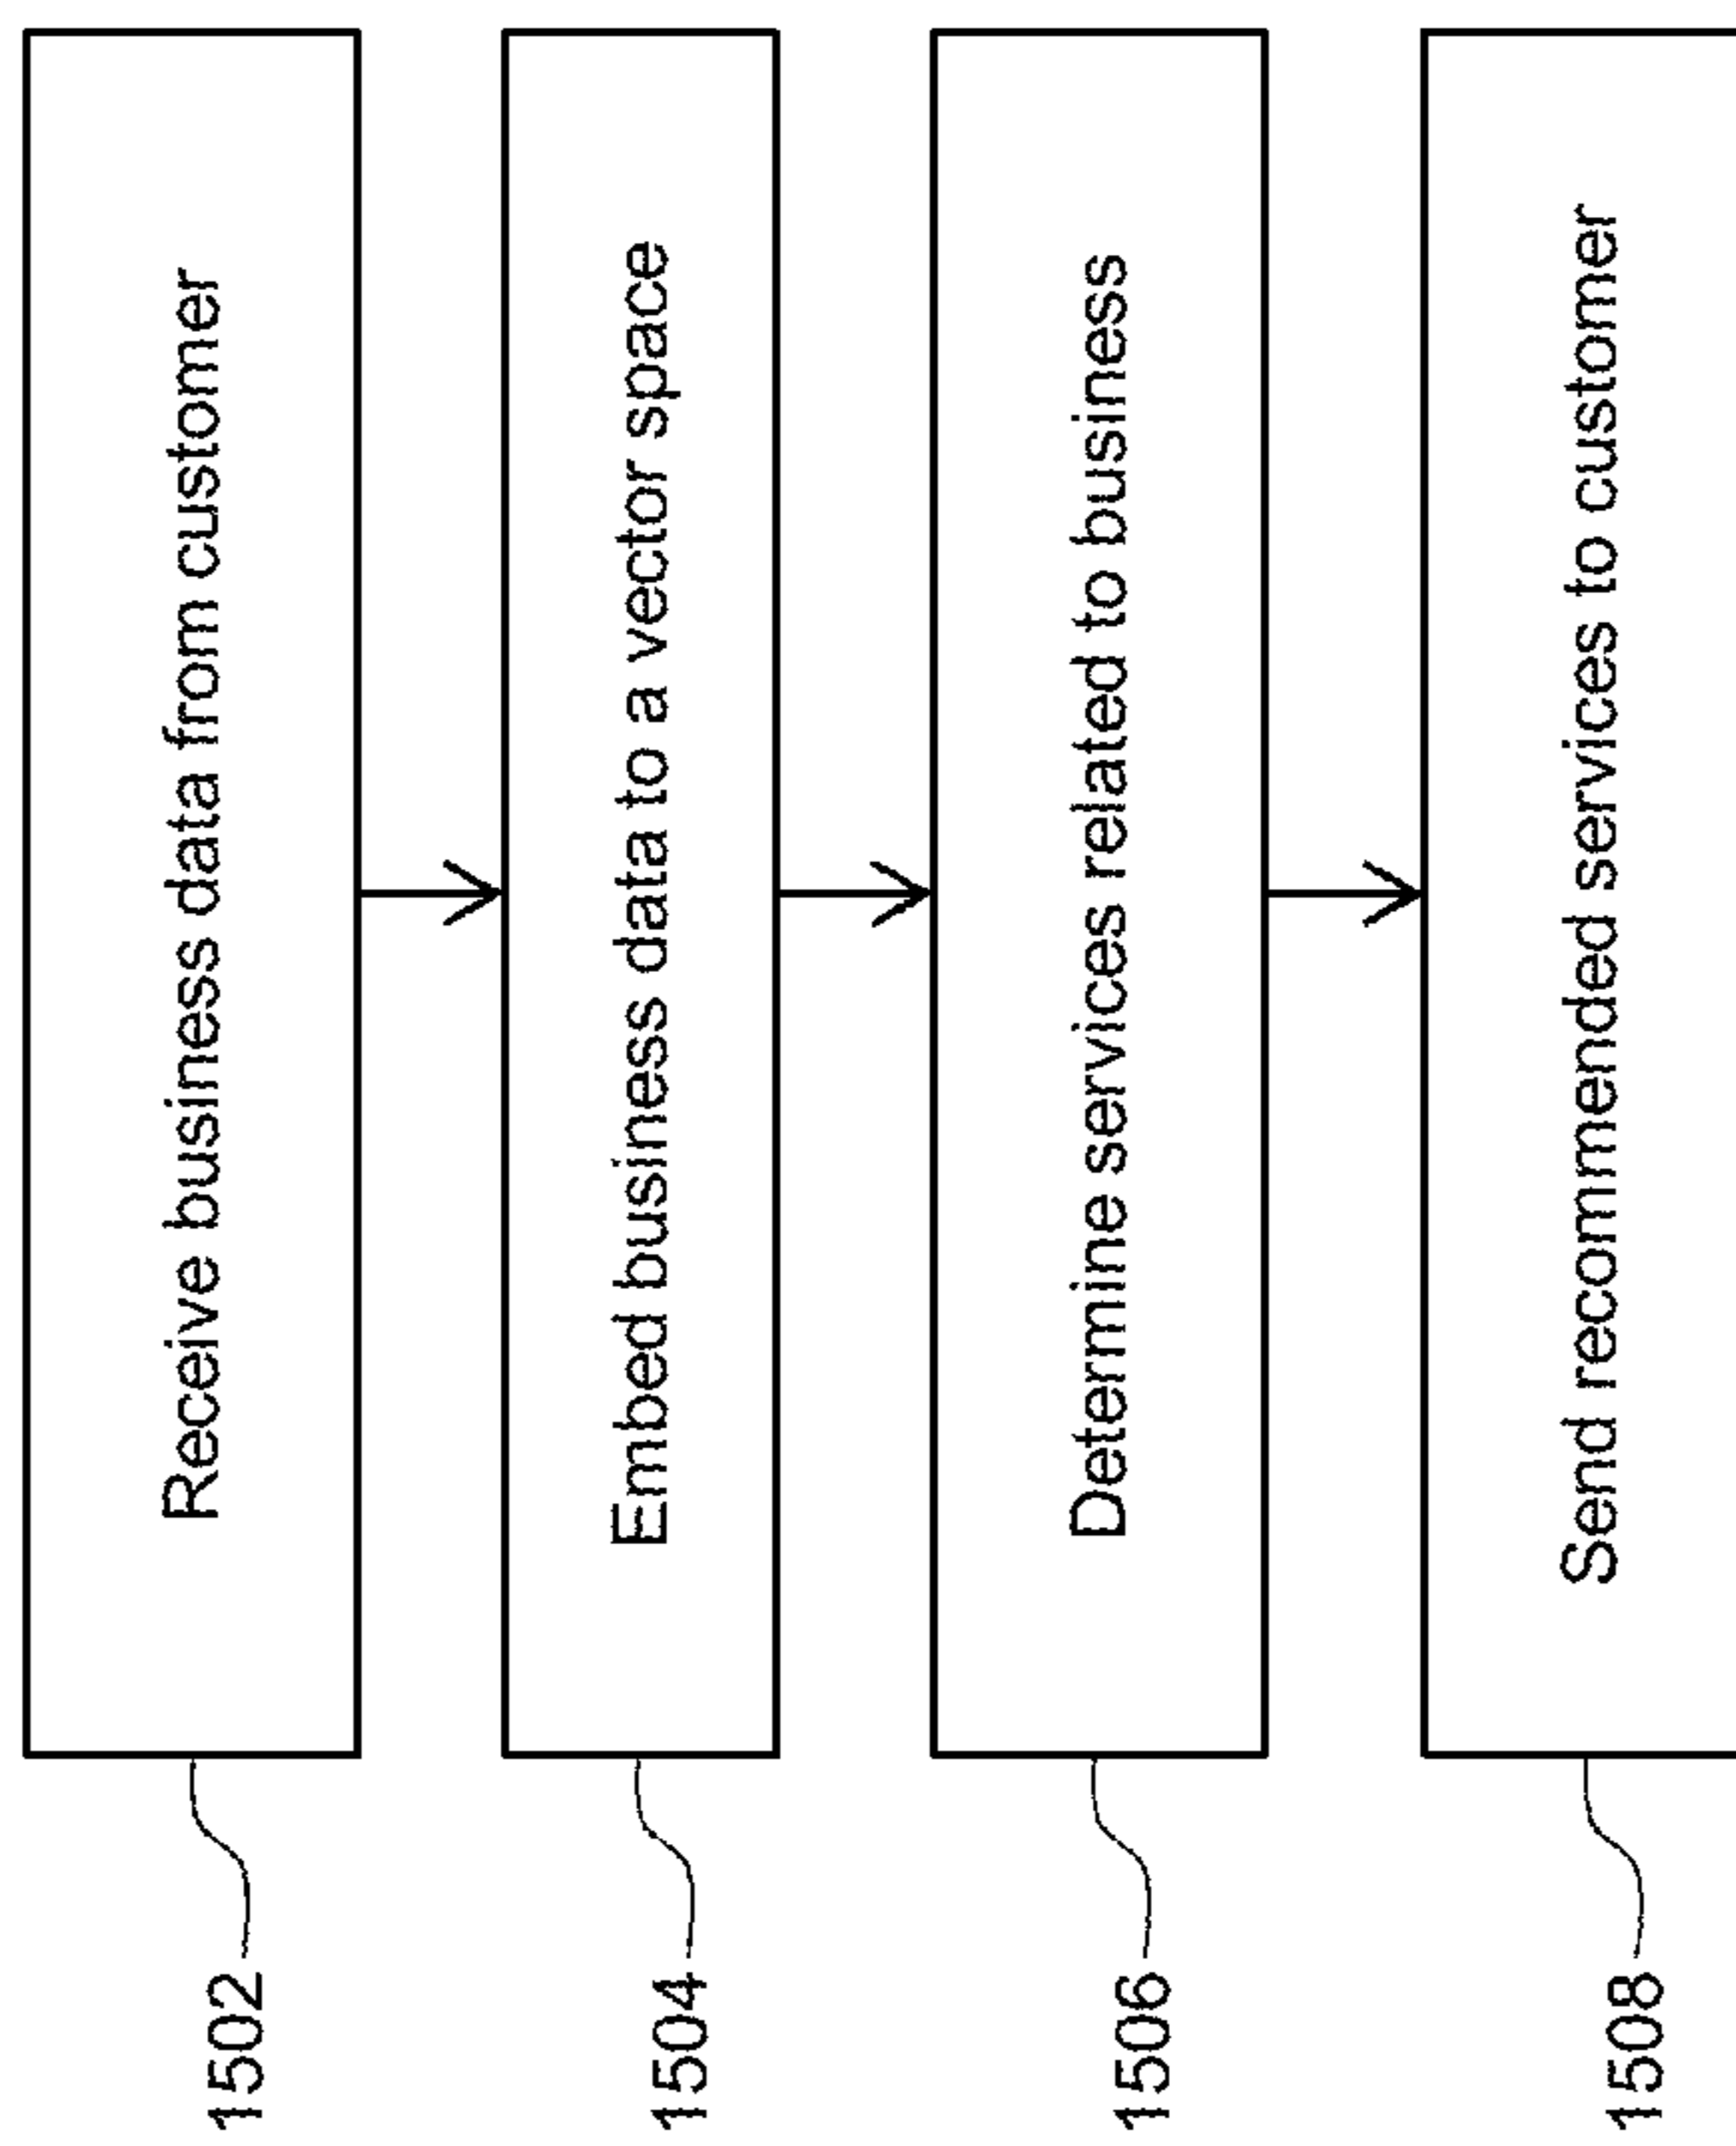 1502
Receive business data from customer
1504
Embed business data to a vector space
1506
Determine services related to business
1508
Send recommended services to customer